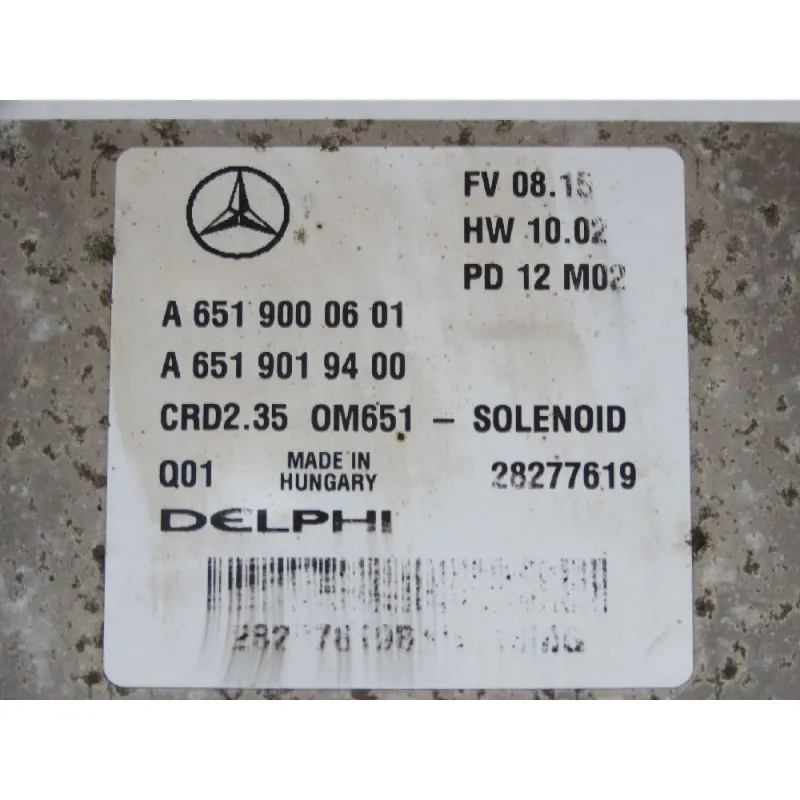 FV 08.15
HW 10.02
PD 12 M02
A 651 900 06 01
A 651 901 94 00
CRD2.35 OM651 – SOLENOID
Q01 MADE IN HUNGARY 28277619
DELPHI